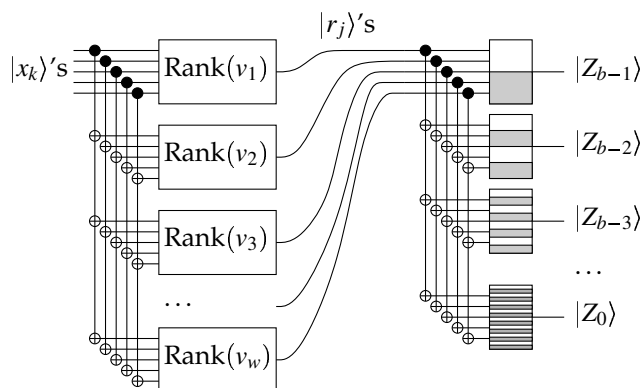 |r_j⟩'s
|x_k⟩'s
Rank(v_1)
|Z_{b−1}⟩
Rank(v_2)
|Z_{b−2}⟩
Rank(v_3)
|Z_{b−3}⟩
...
...
Rank(v_w)
|Z_0⟩